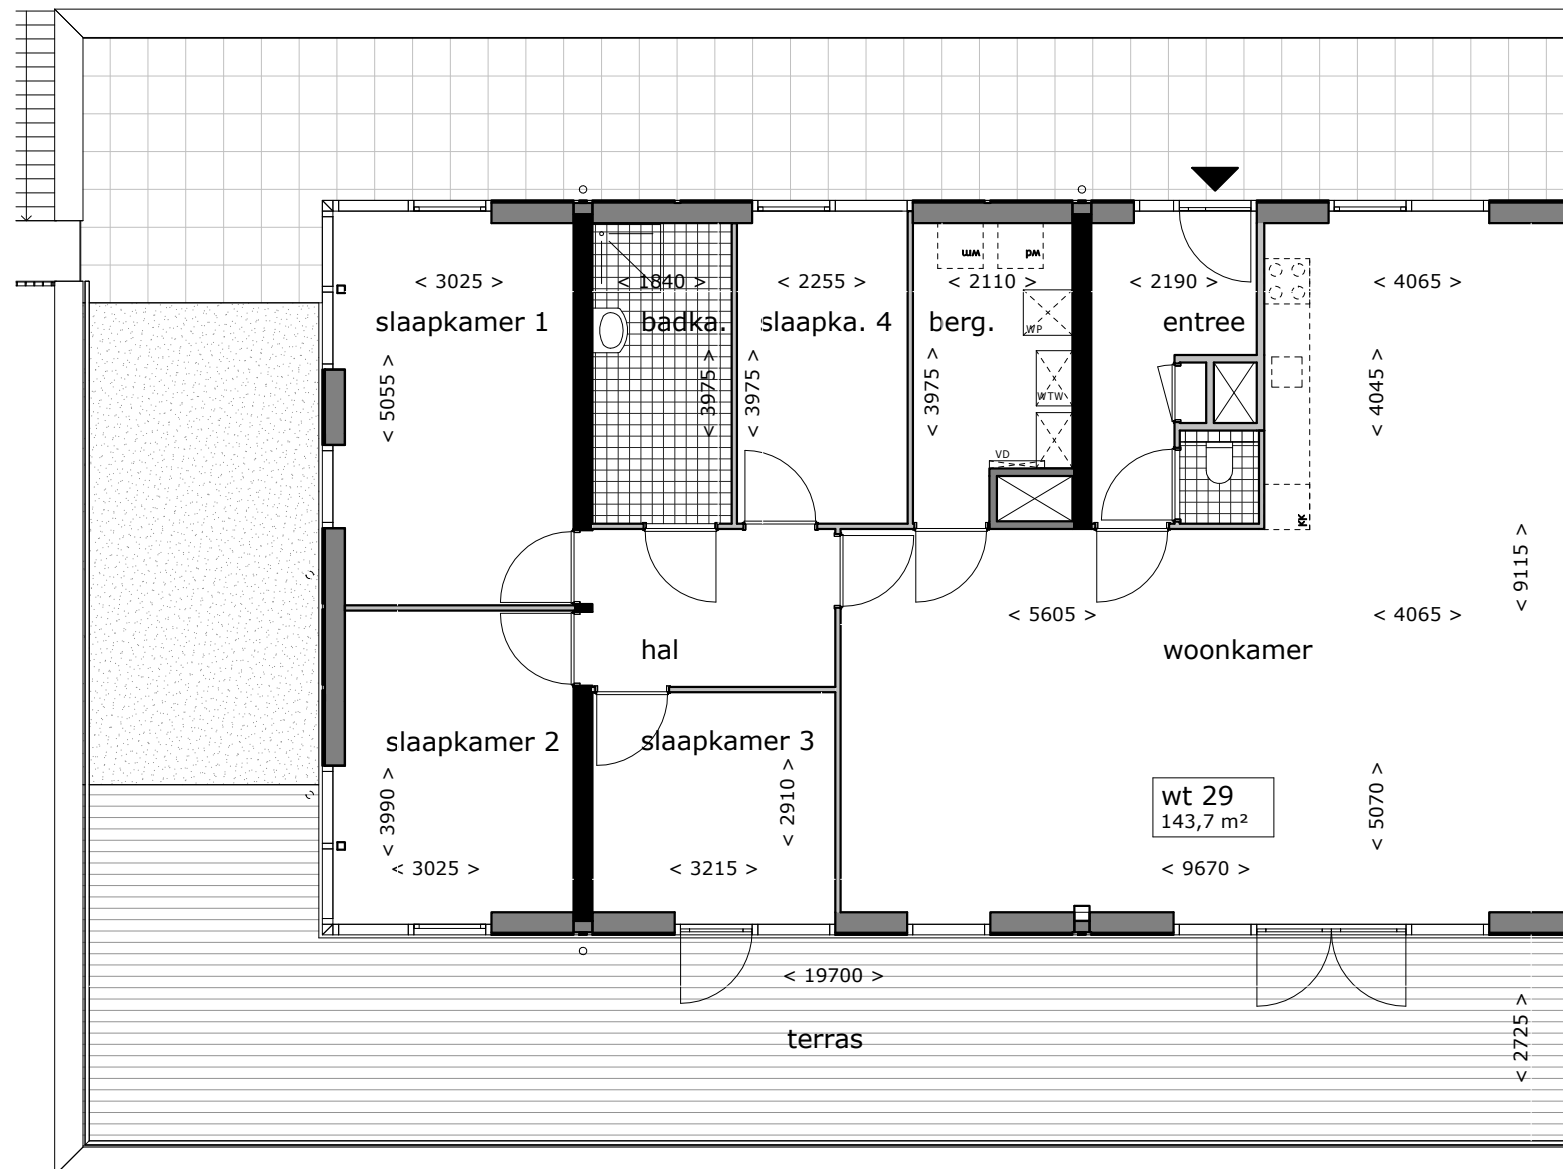 wm
wd
< 3025 >
< 1840 >
< 2255 >
< 2110 >
< 2190 >
< 4065 >
slaapkamer 1
badka.
slaapka. 4
berg.
entree
WP
< 5055 >
< 3975 >
< 3975 >
< 3975 >
< 4045 >
WTW
VD
KK
< 9115 >
< 5605 >
< 4065 >
hal
woonkamer
slaapkamer 2
slaapkamer 3
< 3990 >
< 2910 >
wt 29
143,7 m²
< 5070 >
< 3025 >
< 3215 >
< 9670 >
< 19700 >
terras
< 2725 >